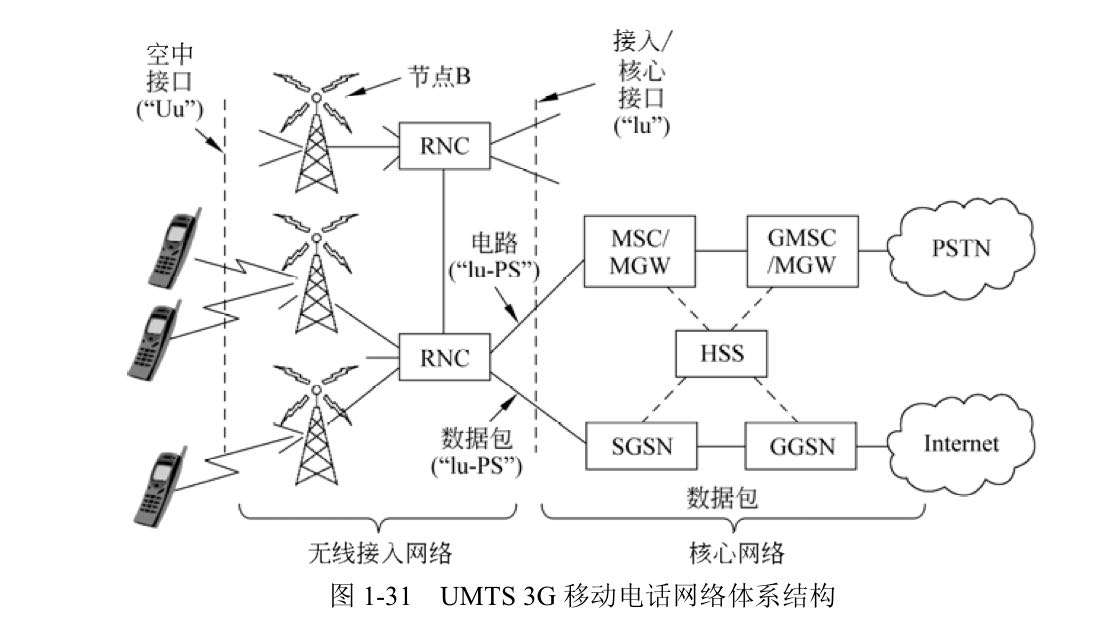 空中
接口
(“Uu”)
节点B
接入/
核心
接口
(“lu”)
RNC
电路
(“lu-PS”)
MSC/
MGW
GMSC
/MGW
PSTN
RNC
HSS
数据包
(“lu-PS”)
SGSN
GGSN
Internet
数据包
无线接入网络
核心网络
图 1-31 UMTS 3G 移动电话网络体系结构